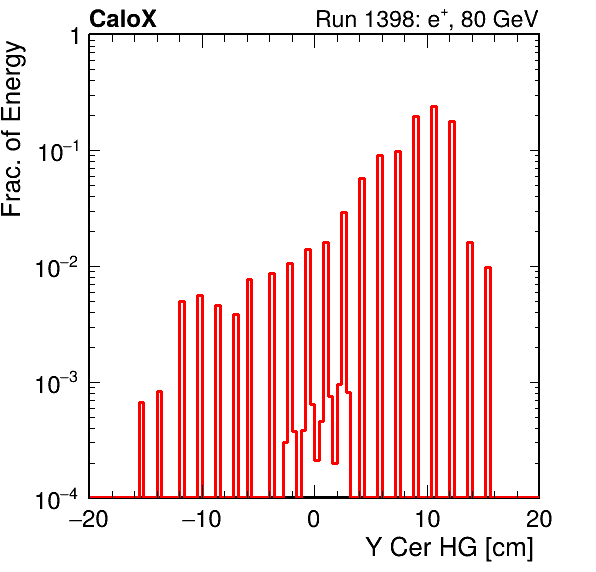 CaloX Run 1398: e⁺, 80 GeV
Frac. of Energy
1
10⁻¹
10⁻²
10⁻³
10⁻⁴
−20 −10 0 10 20
Y Cer HG [cm]